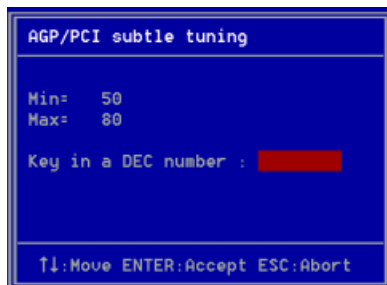 AGP/PCI subtle tuning
Min= 50
Max= 80
Key in a DEC number :
↑↓:Move ENTER:Accept ESC:Abort